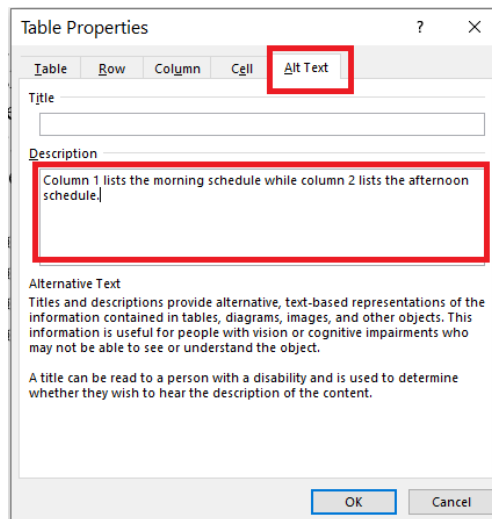 Table Properties ? ×
Table Row Column Cell Alt Text
Title
Description
Column 1 lists the morning schedule while column 2 lists the afternoon
schedule.
Alternative Text
Titles and descriptions provide alternative, text-based representations of the
information contained in tables, diagrams, images, and other objects. This
information is useful for people with vision or cognitive impairments who
may not be able to see or understand the object.
A title can be read to a person with a disability and is used to determine
whether they wish to hear the description of the content.
OK Cancel